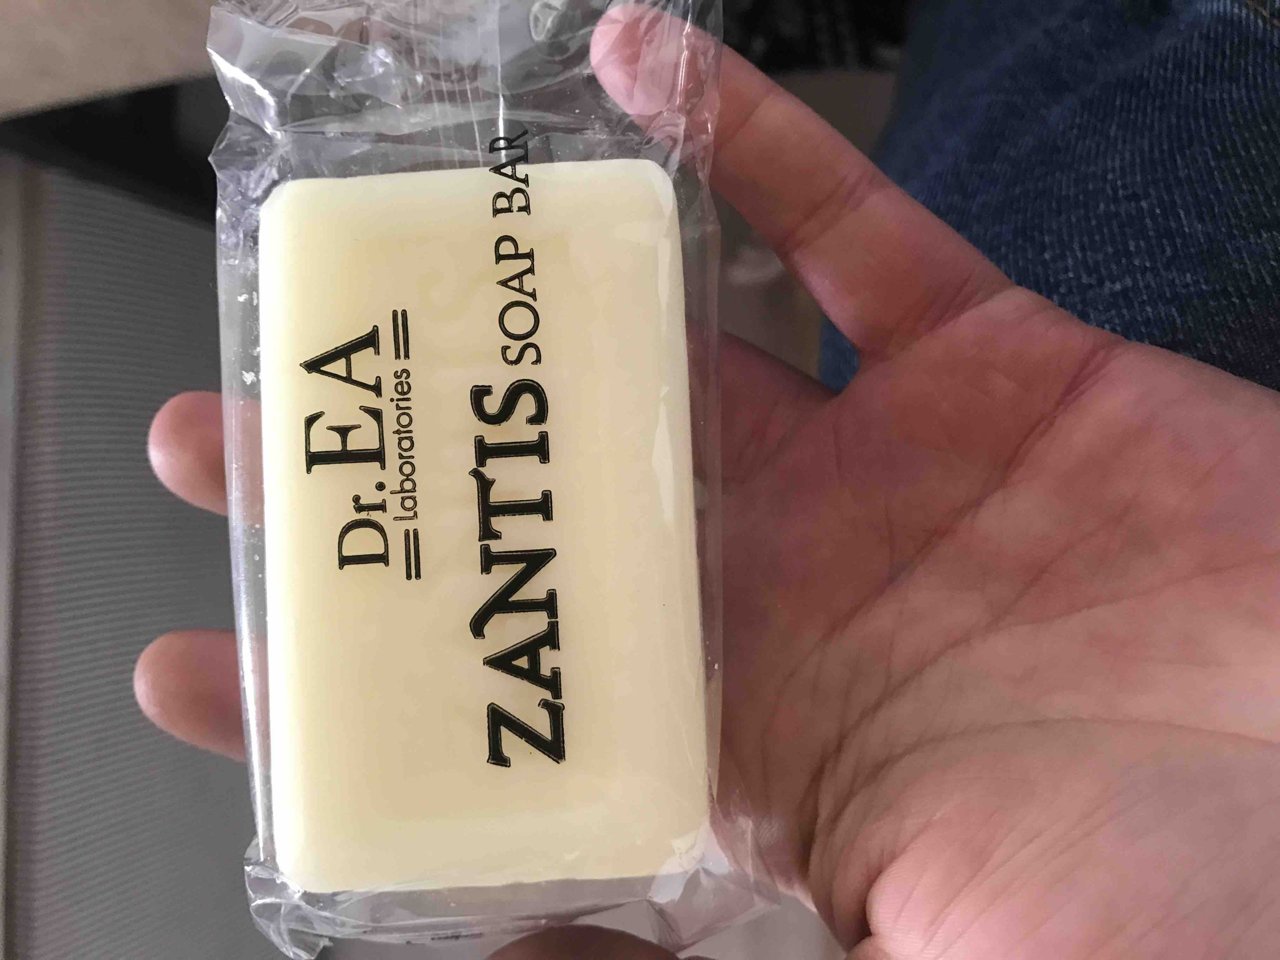 Dr. EA
Laboratories
ZANTIS SOAP BAR